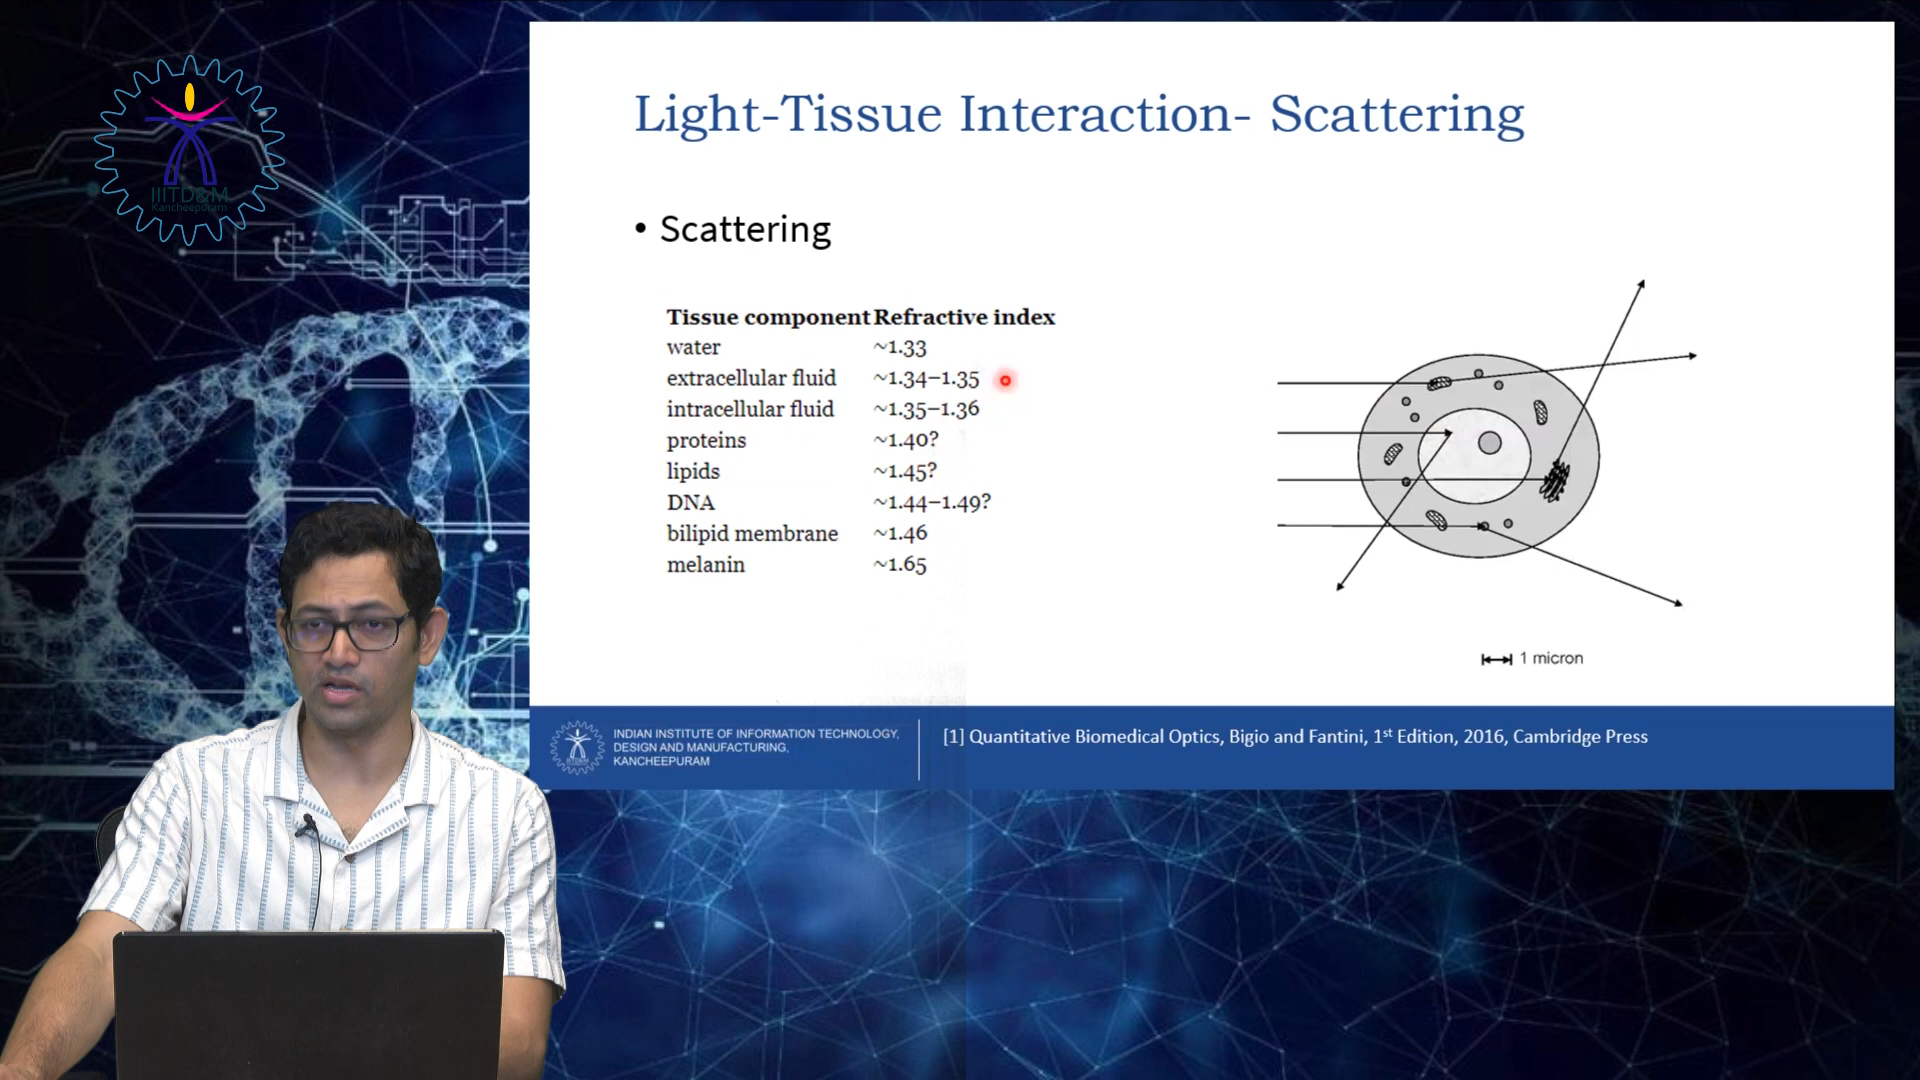 IIITD&M
Kancheepuram
Light-Tissue Interaction- Scattering
• Scattering
Tissue component Refractive index
water ~1.33
extracellular fluid ~1.34–1.35
intracellular fluid ~1.35–1.36
proteins ~1.40?
lipids ~1.45?
DNA ~1.44–1.49?
bilipid membrane ~1.46
melanin ~1.65
1 micron
INDIAN INSTITUTE OF INFORMATION TECHNOLOGY,
DESIGN AND MANUFACTURING,
KANCHEEPURAM
[1] Quantitative Biomedical Optics, Bigio and Fantini, 1st Edition, 2016, Cambridge Press